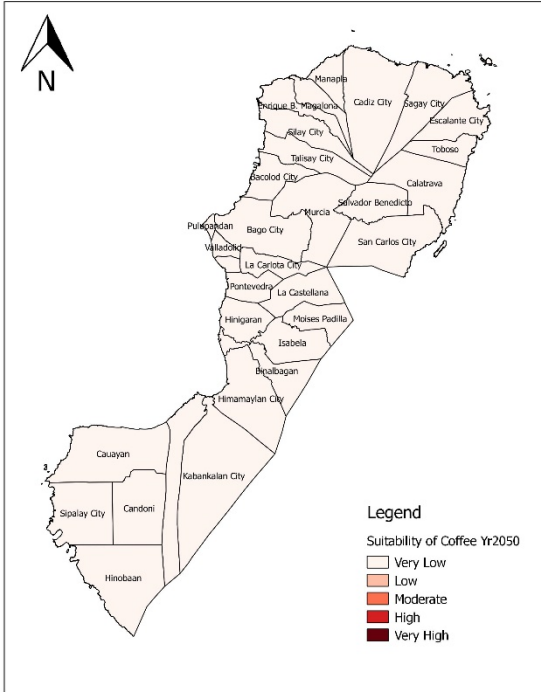 N
Manapla
Cadiz City
Sagay City
Enrique B. Magalona
Escalante City
Silay City
Toboso
Talisay City
Bacolod City
Calatrava
Salvador Benedicto
Murcia
Pulupandan
Bago City
San Carlos City
Valladolid
La Carlota City
Pontevedra
La Castellana
Hinigaran
Moises Padilla
Isabela
Binalbagan
Himamaylan City
Cauayan
Kabankalan City
Sipalay City
Candoni
Hinobaan
Legend
Suitability of Coffee Yr2050
Very Low
Low
Moderate
High
Very High